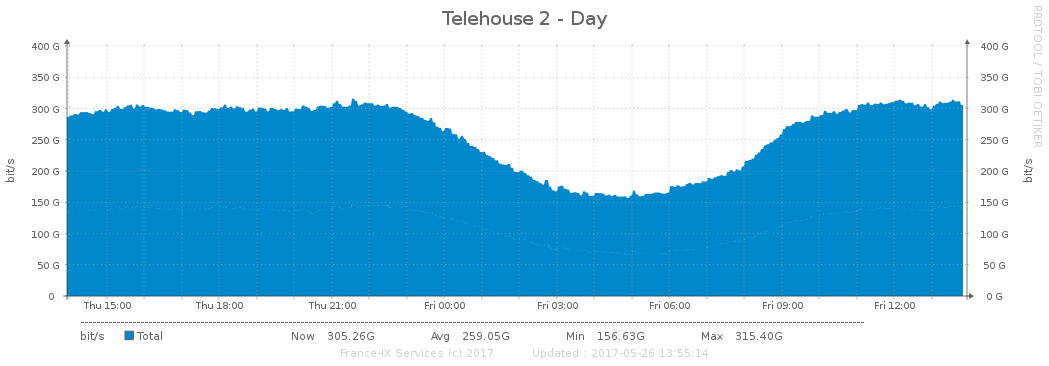 Telehouse 2 - Day
RRDTOOL / TOBI OETIKER
400 G 400 G
350 G 350 G
300 G 300 G
250 G 250 G
200 G 200 G
150 G 150 G
100 G 100 G
50 G 50 G
0 0 G
bit/s bit/s
Thu 15:00 Thu 18:00 Thu 21:00 Fri 00:00 Fri 03:00 Fri 06:00 Fri 09:00 Fri 12:00
bit/s Total Now 305.26G Avg 259.05G Min 156.63G Max 315.40G
France-IX Services (c) 2017 Updated : 2017-05-26 13:55:14